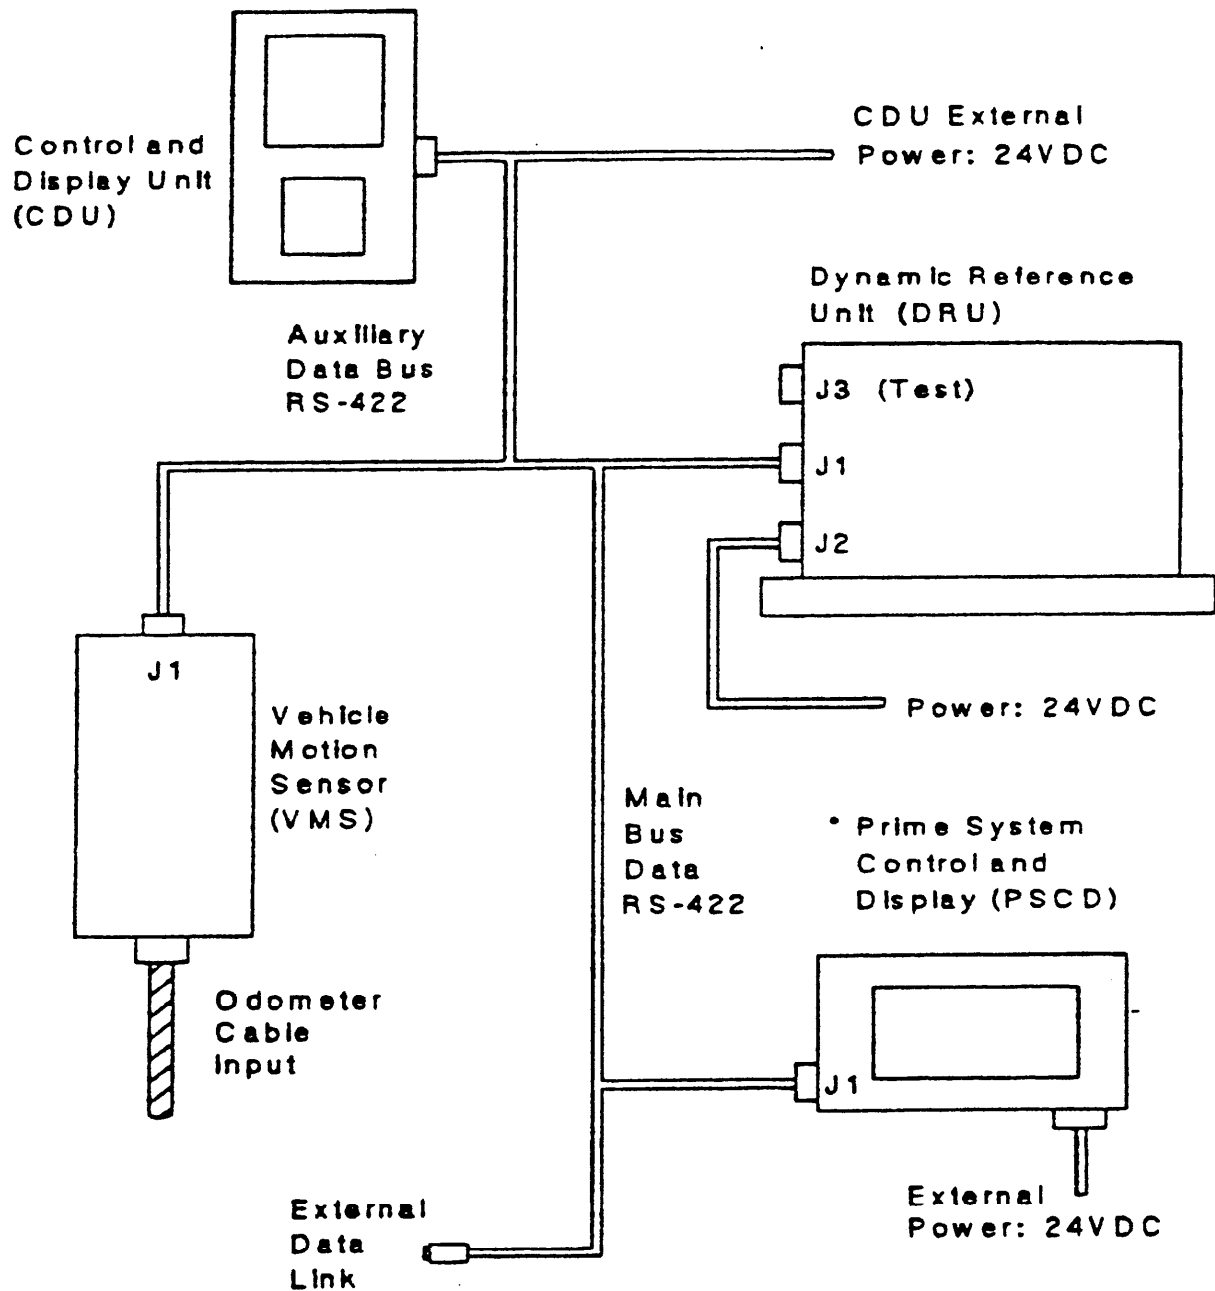 Control and
Display Unit
(CDU)
CDU External
Power: 24VDC
Dynamic Reference
Unit (DRU)
Auxiliary
Data Bus
RS-422
J3 (Test)
J1
J2
J1
Power: 24VDC
Vehicle
Motion
Sensor
(VMS)
Main
Bus
Data
RS-422
* Prime System
Control and
Display (PSCD)
Odometer
Cable
Input
J1
External
Data
Link
External
Power: 24VDC